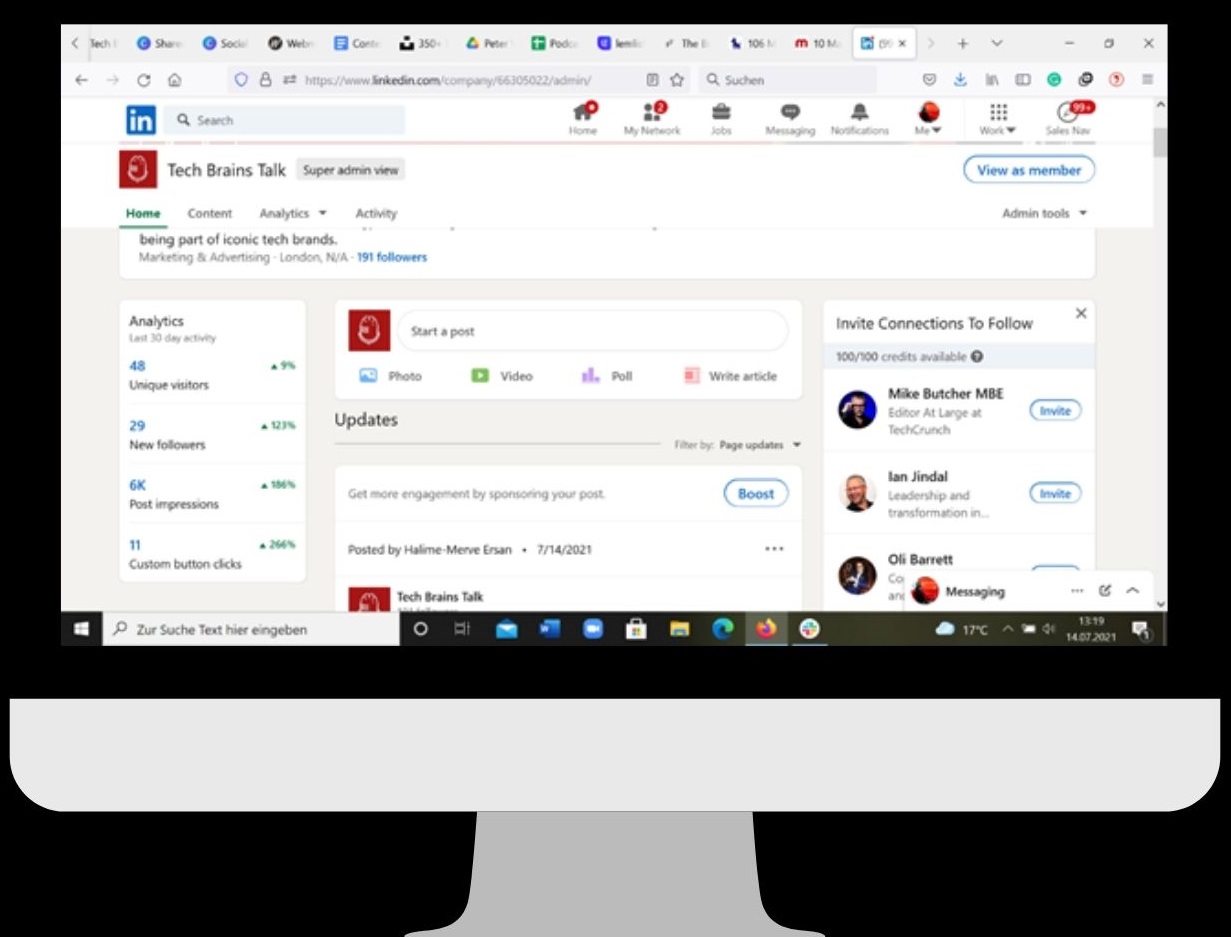 Tech
Share
Social
Conte
350+
Peter
Podca
lemlis
The B
106 M
10 M
https://www.linkedin.com/company/66305022/admin/
Suchen
in
Search
2
99+
Home
My Network
Jobs
Messaging
Notifications
Me
Work
Sales Nav
Tech Brains Talk
Super admin view
View as member
Home
Content
Analytics
Activity
Admin tools
being part of iconic tech brands.
Marketing & Advertising · London, N/A · 191 followers
Analytics
Last 30 day activity
48 ▲ 9%
Unique visitors
29 ▲ 123%
New followers
6K ▲ 186%
Post impressions
11 ▲ 266%
Custom button clicks
Start a post
Photo
Video
Poll
Write article
Updates
Filter by: Page updates
Get more engagement by sponsoring your post.
Boost
Posted by Halime-Merve Ersan • 7/14/2021
Tech Brains Talk
Invite Connections To Follow
100/100 credits available
Mike Butcher MBE
Editor At Large at
TechCrunch
Invite
Ian Jindal
Leadership and
transformation in...
Invite
Oli Barrett
Co
an
Messaging
Zur Suche Text hier eingeben
17°C
13:19
14.07.2021
1